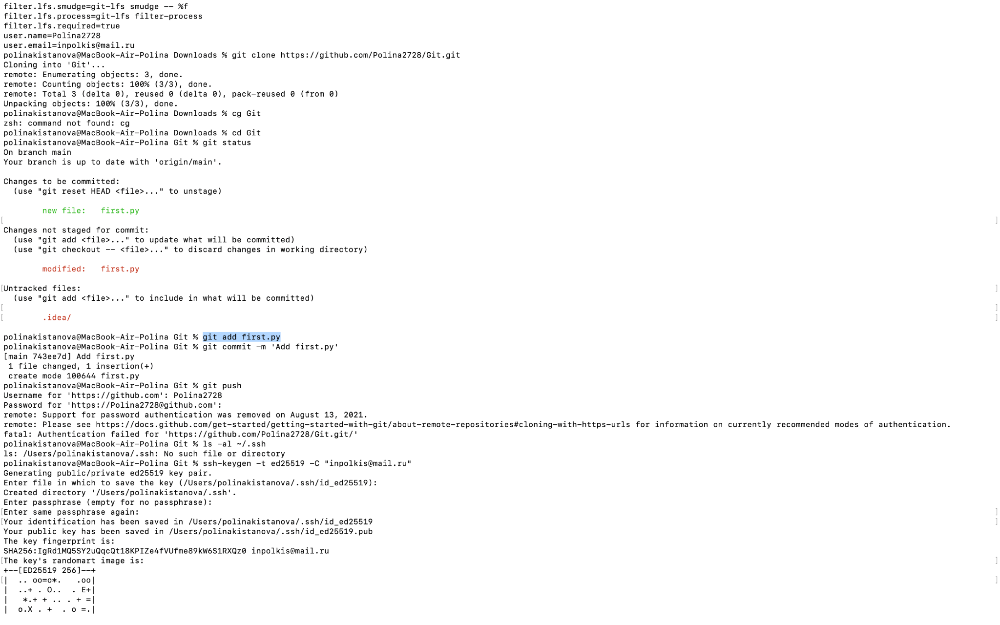 filter.lfs.smudge=git-lfs smudge -- %f
filter.lfs.process=git-lfs filter-process
filter.lfs.required=true
user.name=Polina2728
user.email=inpolkis@mail.ru
polinakistanova@MacBook-Air-Polina Downloads % git clone https://github.com/Polina2728/Git.git
Cloning into 'Git'...
remote: Enumerating objects: 3, done.
remote: Counting objects: 100% (3/3), done.
remote: Total 3 (delta 0), reused 0 (delta 0), pack-reused 0 (from 0)
Unpacking objects: 100% (3/3), done.
polinakistanova@MacBook-Air-Polina Downloads % cg Git
zsh: command not found: cg
polinakistanova@MacBook-Air-Polina Downloads % cd Git
polinakistanova@MacBook-Air-Polina Git % git status
On branch main
Your branch is up to date with 'origin/main'.

Changes to be committed:
  (use "git reset HEAD <file>..." to unstage)

        new file:   first.py
[ ]
Changes not staged for commit:
  (use "git add <file>..." to update what will be committed)
  (use "git checkout -- <file>..." to discard changes in working directory)

        modified:   first.py

[Untracked files: ]
  (use "git add <file>..." to include in what will be committed)
[ ]
[        .idea/ ]

polinakistanova@MacBook-Air-Polina Git % git add first.py
polinakistanova@MacBook-Air-Polina Git % git commit -m 'Add first.py'
[main 743ee7d] Add first.py
 1 file changed, 1 insertion(+)
 create mode 100644 first.py
polinakistanova@MacBook-Air-Polina Git % git push
Username for 'https://github.com': Polina2728
Password for 'https://Polina2728@github.com':
remote: Support for password authentication was removed on August 13, 2021.
remote: Please see https://docs.github.com/get-started/getting-started-with-git/about-remote-repositories#cloning-with-https-urls for information on currently recommended modes of authentication.
fatal: Authentication failed for 'https://github.com/Polina2728/Git.git/'
polinakistanova@MacBook-Air-Polina Git % ls -al ~/.ssh
ls: /Users/polinakistanova/.ssh: No such file or directory
polinakistanova@MacBook-Air-Polina Git % ssh-keygen -t ed25519 -C "inpolkis@mail.ru"
Generating public/private ed25519 key pair.
Enter file in which to save the key (/Users/polinakistanova/.ssh/id_ed25519):
Created directory '/Users/polinakistanova/.ssh'.
Enter passphrase (empty for no passphrase):
[Enter same passphrase again: ]
[Your identification has been saved in /Users/polinakistanova/.ssh/id_ed25519 ]
Your public key has been saved in /Users/polinakistanova/.ssh/id_ed25519.pub
The key fingerprint is:
SHA256:IgRd1MQ5SY2uQqcQt18KPIZe4fVUfme89kW6S1RXQz0 inpolkis@mail.ru
[The key's randomart image is: ]
+--[ED25519 256]--+
[|  .. oo=o*.   .oo| ]
|  ..+ . O..  . E+|
|   *.+ + .. . + =|
|  o.X . +  . o =.|